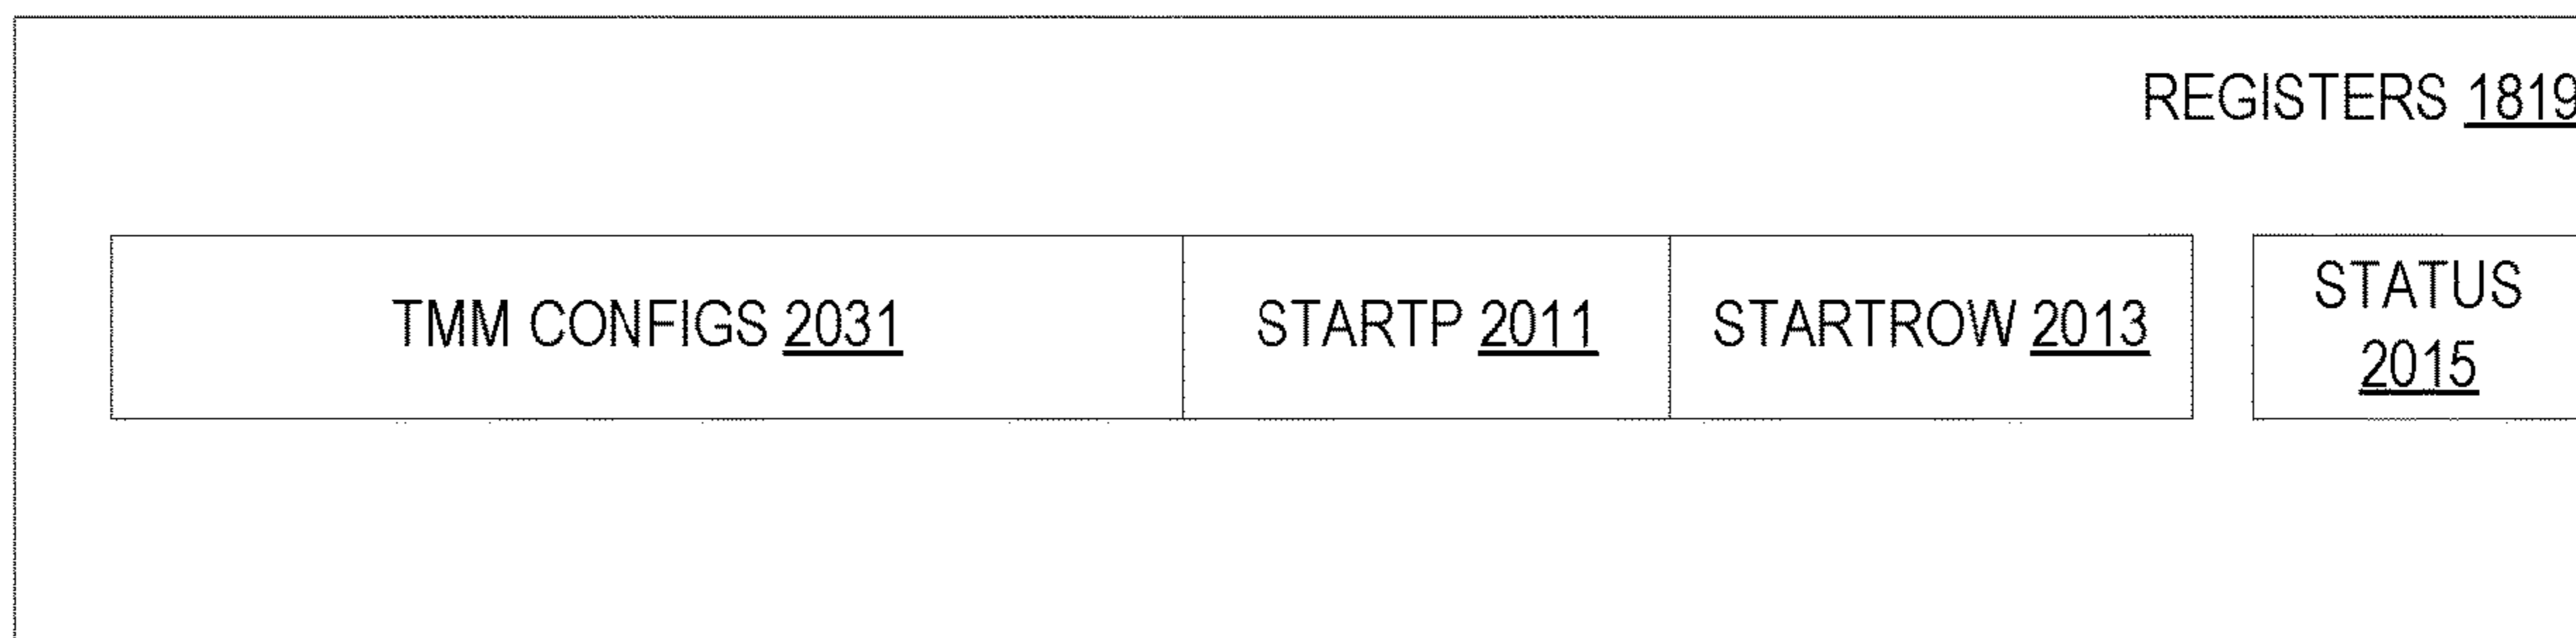 REGISTERS 1819
TMM CONFIGS 2031
STARTP 2011
STARTROW 2013
STATUS
2015